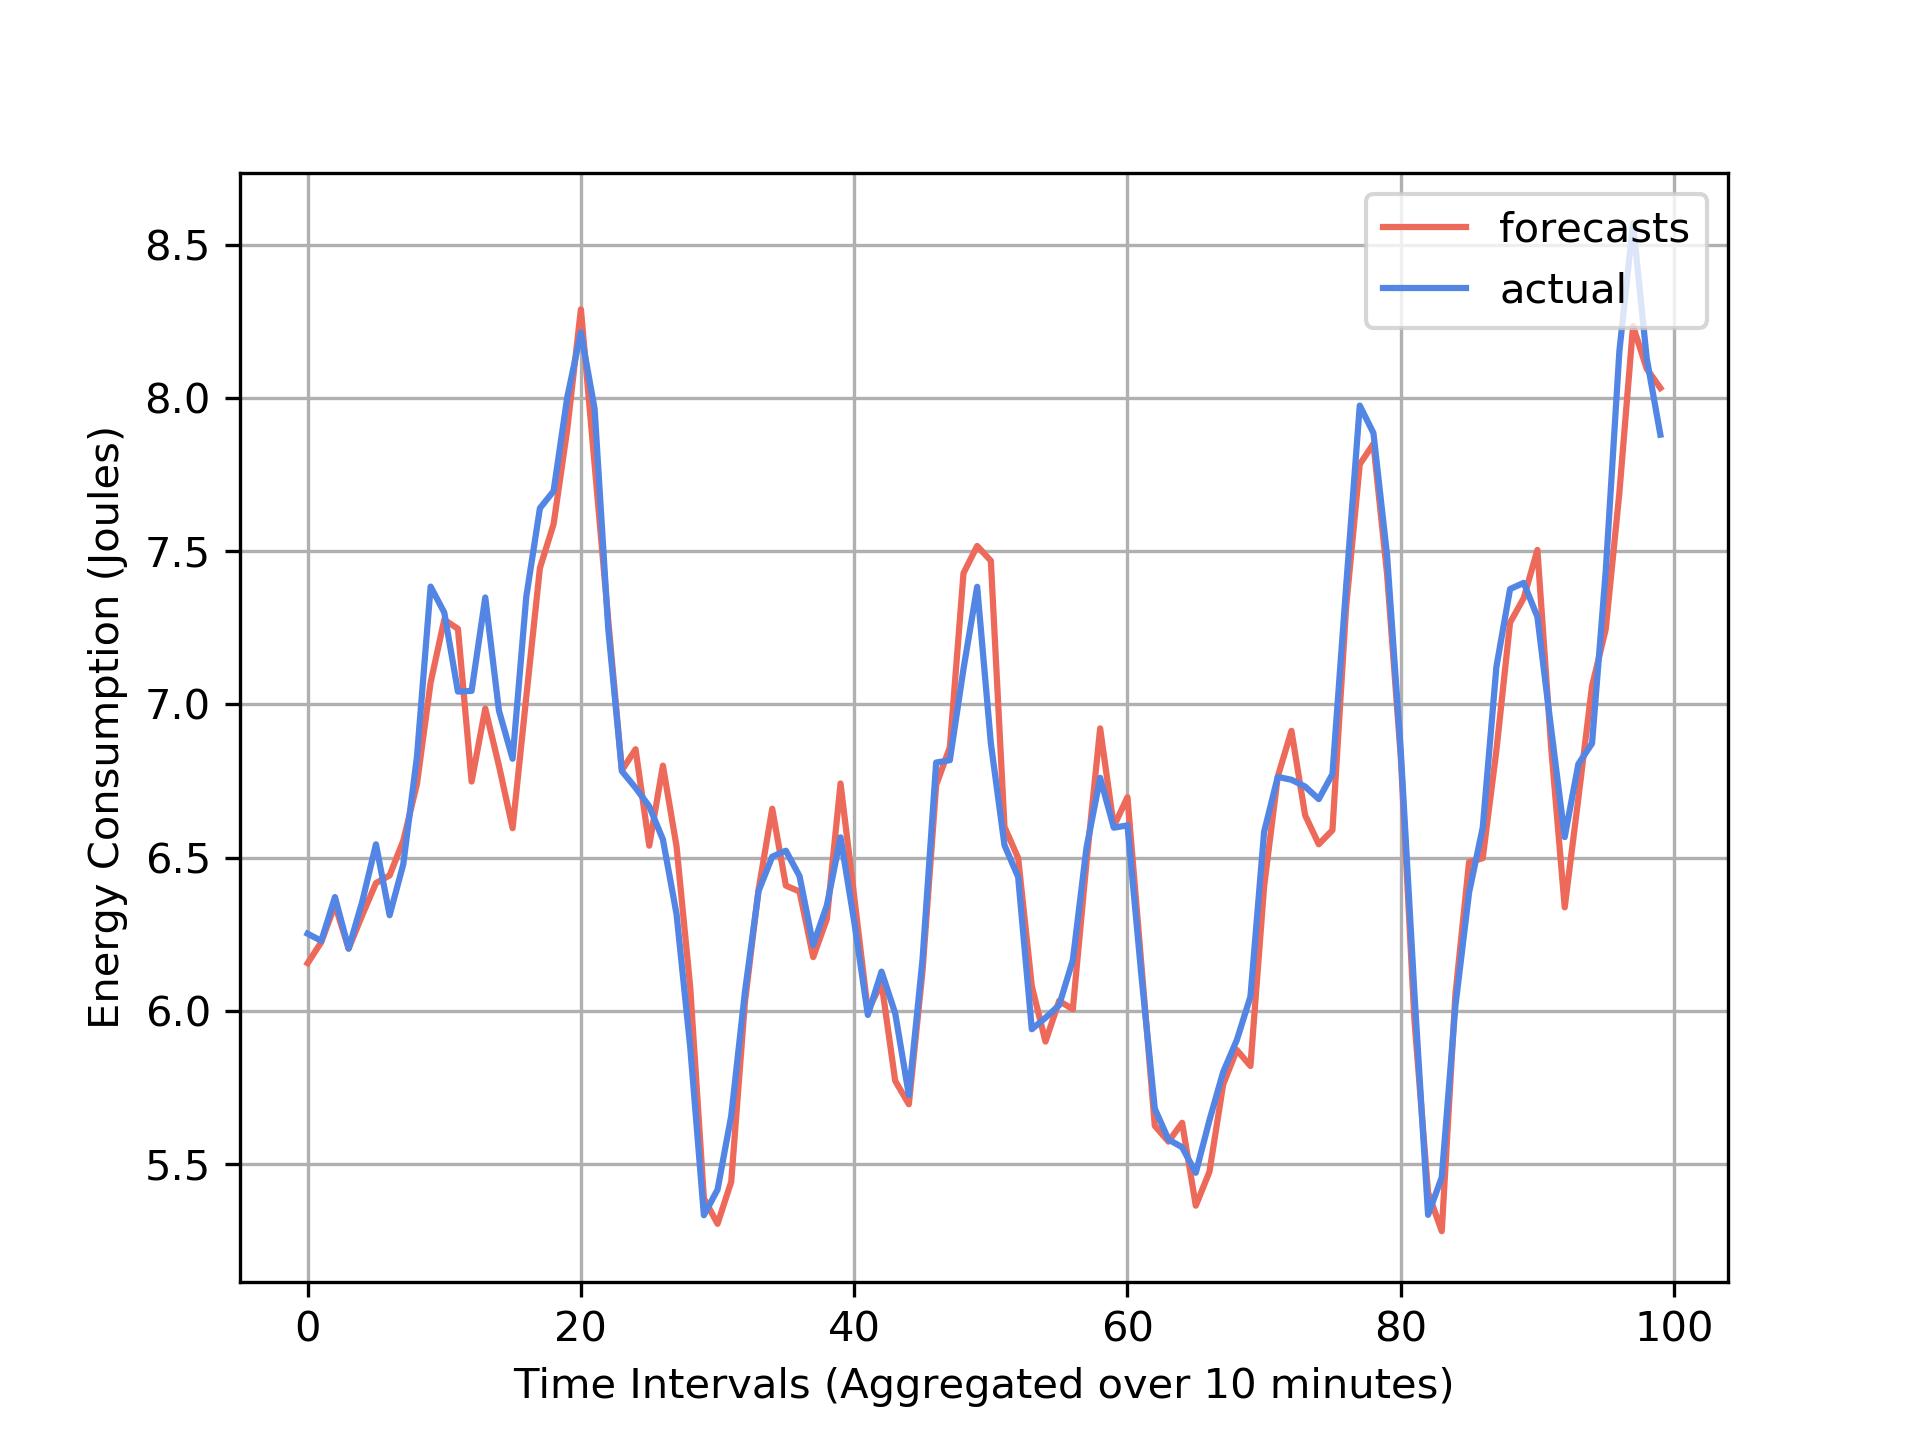 forecasts
actual
8.5
8.0
7.5
7.0
6.5
6.0
5.5
Energy Consumption (Joules)
0 20 40 60 80 100
Time Intervals (Aggregated over 10 minutes)